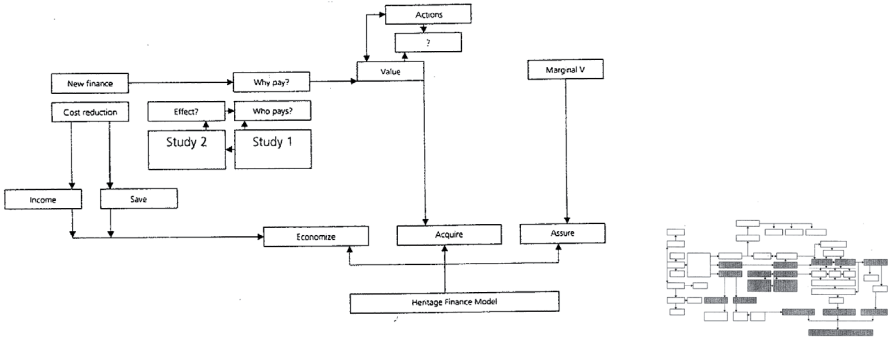 Actions
?
Value
Marginal V
New finance
Why pay?
Cost reduction
Effect?
Who pays?
Study 2
Study 1
Income
Save
Economize
Acquire
Assure
Heritage Finance Model